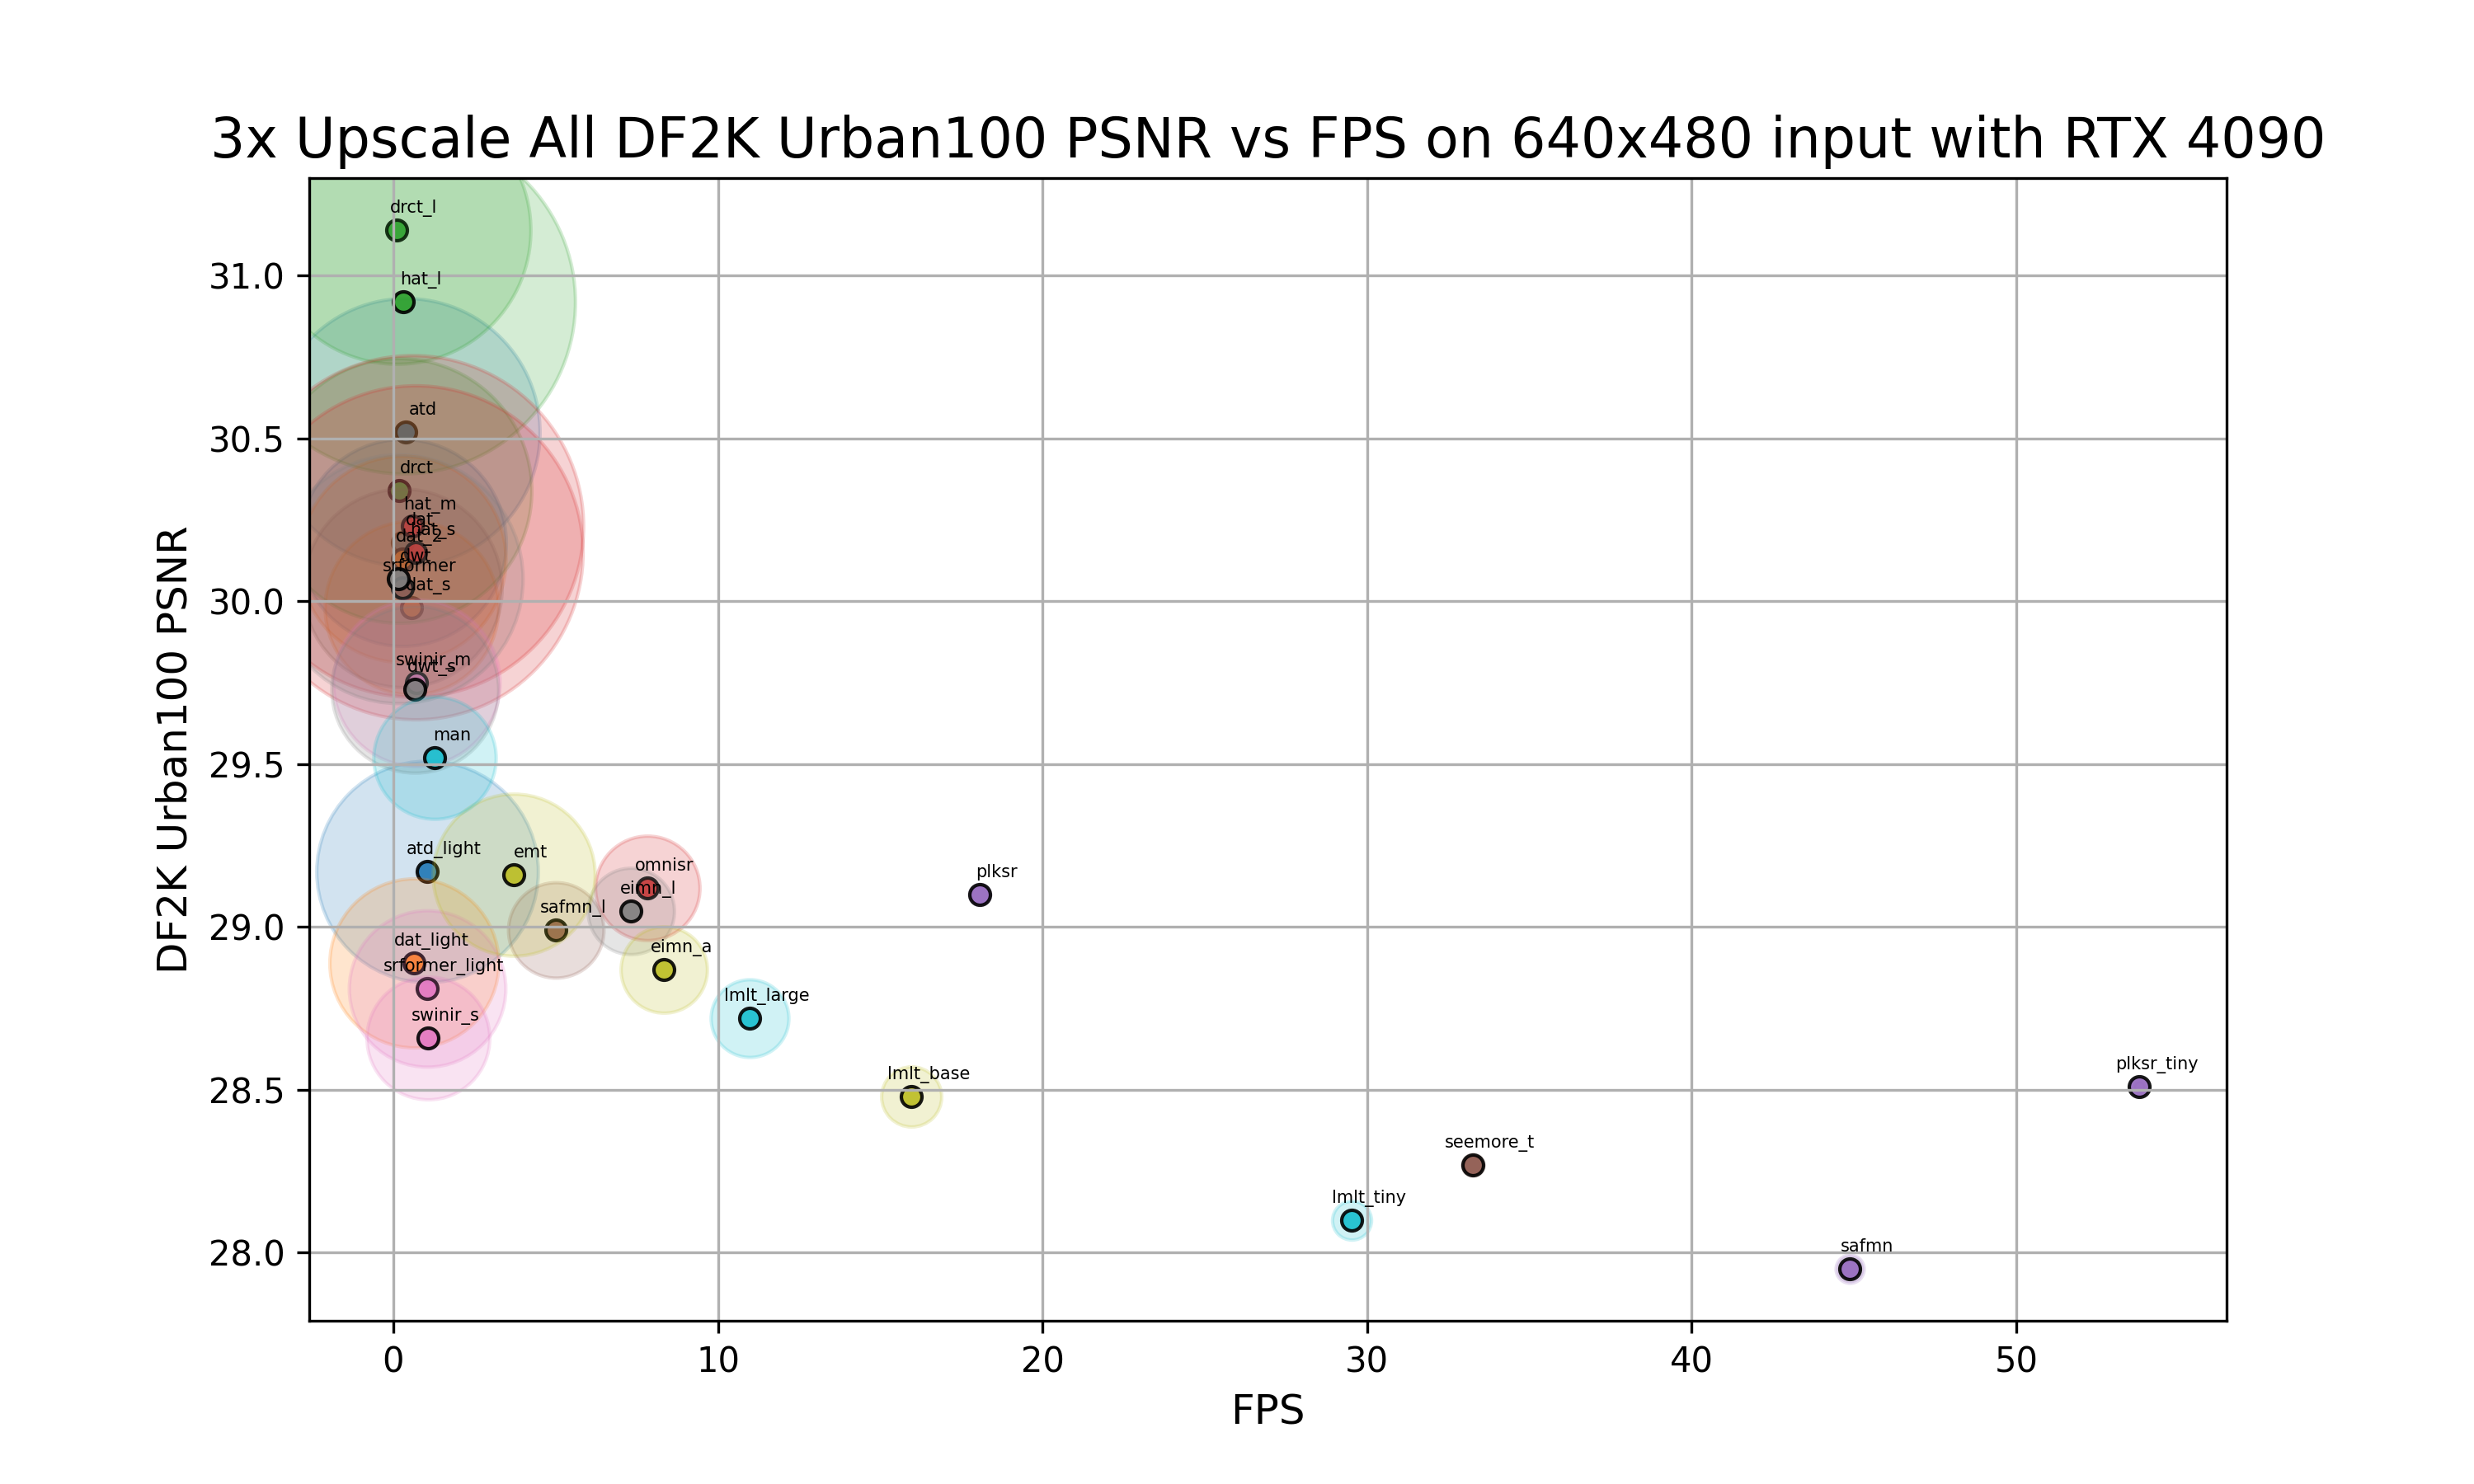 3x Upscale All DF2K Urban100 PSNR vs FPS on 640x480 input with RTX 4090
DF2K Urban100 PSNR
31.0
30.5
30.0
29.5
29.0
28.5
28.0
drct_l
hat_l
atd
drct
hat_m
dat
hat_s
dat_2
dwt
srformer
dat_s
swinir_m
dwt_s
man
atd_light
emt
omnisr
plksr
eimn_l
safmn_l
dat_light
eimn_a
srformer_light
lmlt_large
swinir_s
lmlt_base
plksr_tiny
seemore_t
lmlt_tiny
safmn
0
10
20
30
40
50
FPS